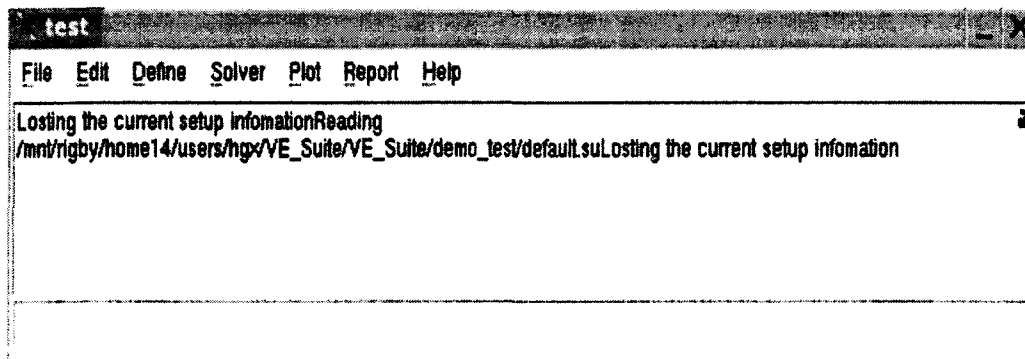 test
File Edit Define Solver Plot Report Help
Losting the current setup infomationReading
/mnt/rigby/home14/users/hgx/VE_Suite/VE_Suite/demo_test/default.suLosting the current setup infomation